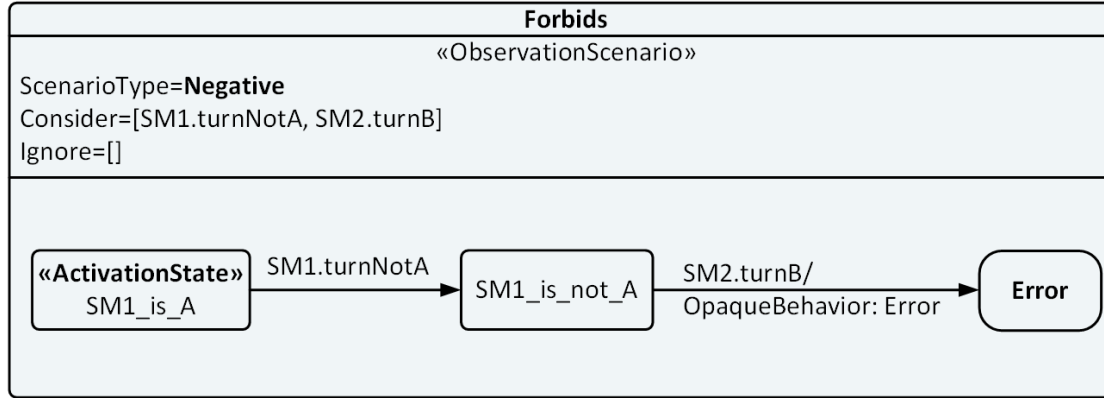 Forbids
«ObservationScenario»
ScenarioType=Negative
Consider=[SM1.turnNotA, SM2.turnB]
Ignore=[]
«ActivationState»
SM1_is_A
SM1.turnNotA
SM1_is_not_A
SM2.turnB/
OpaqueBehavior: Error
Error